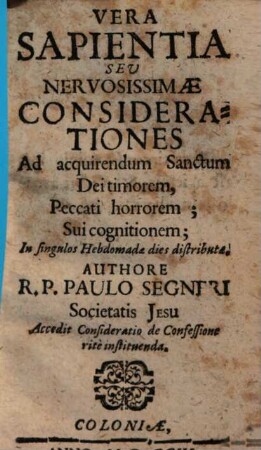 VERA
SAPIENTIA
SEU
NERVOSISSIMÆ
CONSIDERA-
TIONES
Ad acquirendum Sanctum
Dei timorem,
Peccati horrorem;
Sui cognitionem;
In singulos Hebdomadæ dies distributæ.
AUTHORE
R. P. PAULO SEGNERI
Societatis JESU
Accedit Consideratio de Confessione
ritè instituenda.
COLONIÆ,